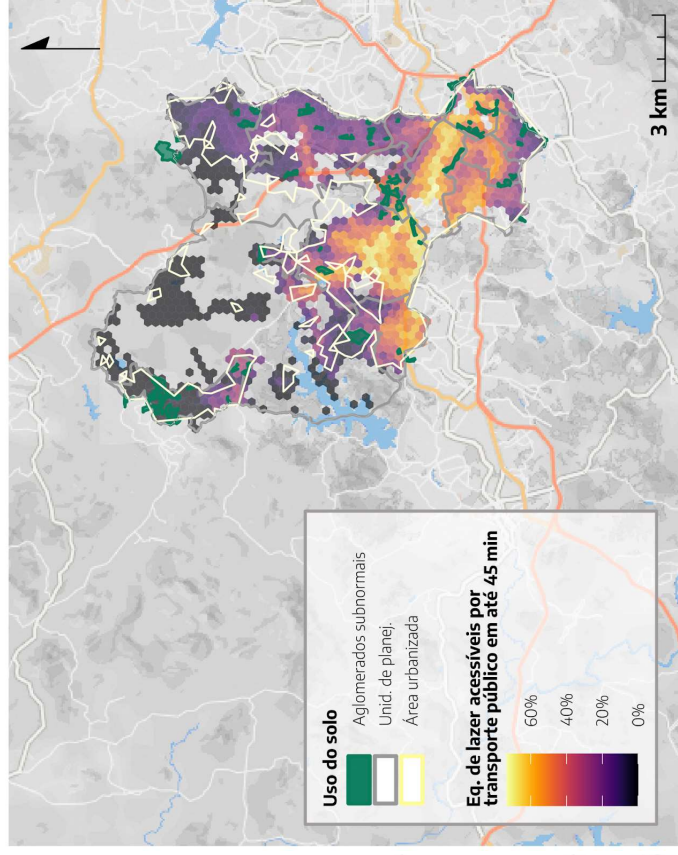 Uso do solo
Aglomerados subnormais
Unid. de planej.
Área urbanizada
Eq. de lazer acessíveis por
transporte público em até 45 min
60%
40%
20%
0%
3 km